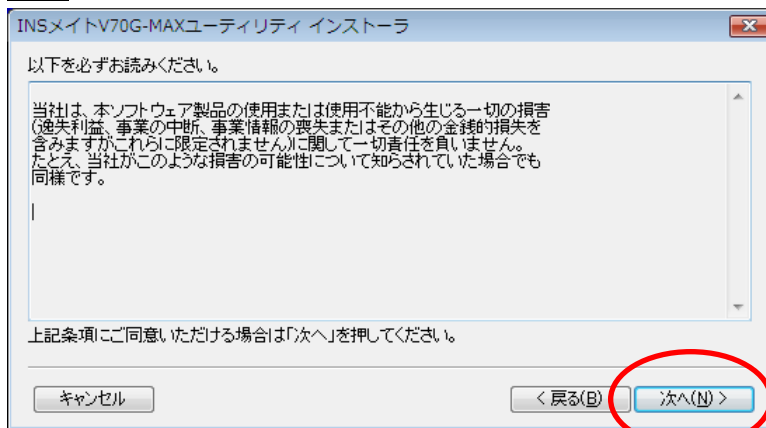 INSメイトV70G-MAXユーティリティ インストーラ
以下を必ずお読みください。
当社は、本ソフトウェア製品の使用または使用不能から生じる一切の損害
(逸失利益、事業の中断、事業情報の喪失またはその他の金銭的損失を
含みますがこれらに限定されません)に関して一切責任を負いません。
たとえ、当社がこのような損害の可能性について知らされていた場合でも
同様です。
上記条項にご同意いただける場合は「次へ」を押してください。
キャンセル < 戻る(B) 次へ(N) >